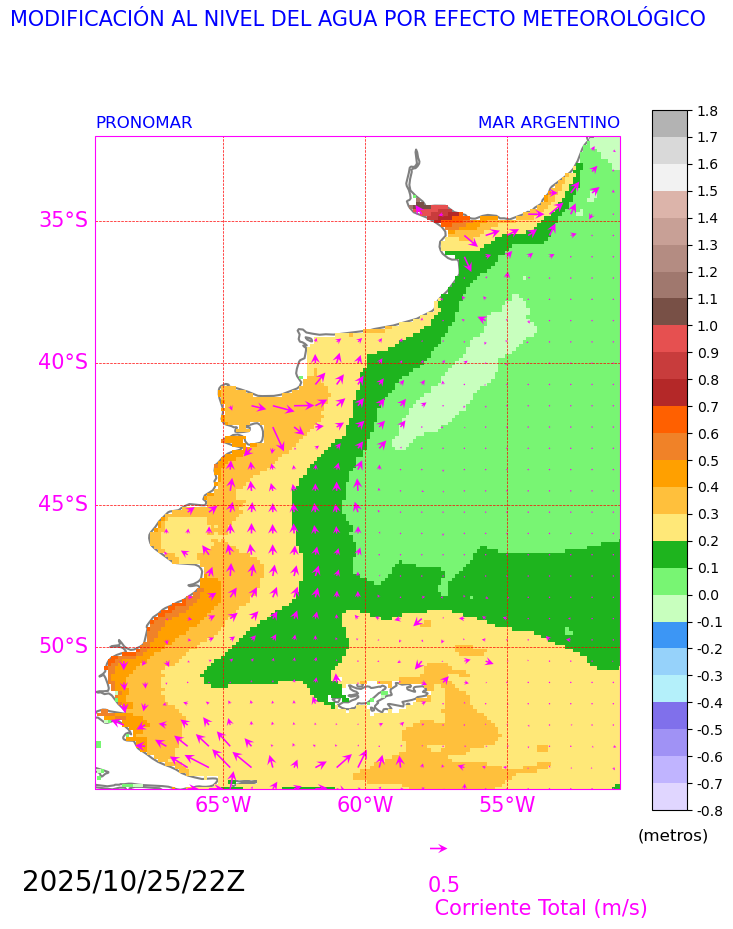 MODIFICACIÓN AL NIVEL DEL AGUA POR EFECTO METEOROLÓGICO
PRONOMAR
MAR ARGENTINO
35°S
40°S
45°S
50°S
65°W
60°W
55°W
1.8
1.7
1.6
1.5
1.4
1.3
1.2
1.1
1.0
0.9
0.8
0.7
0.6
0.5
0.4
0.3
0.2
0.1
0.0
-0.1
-0.2
-0.3
-0.4
-0.5
-0.6
-0.7
-0.8
(metros)
2025/10/25/22Z
0.5
Corriente Total (m/s)